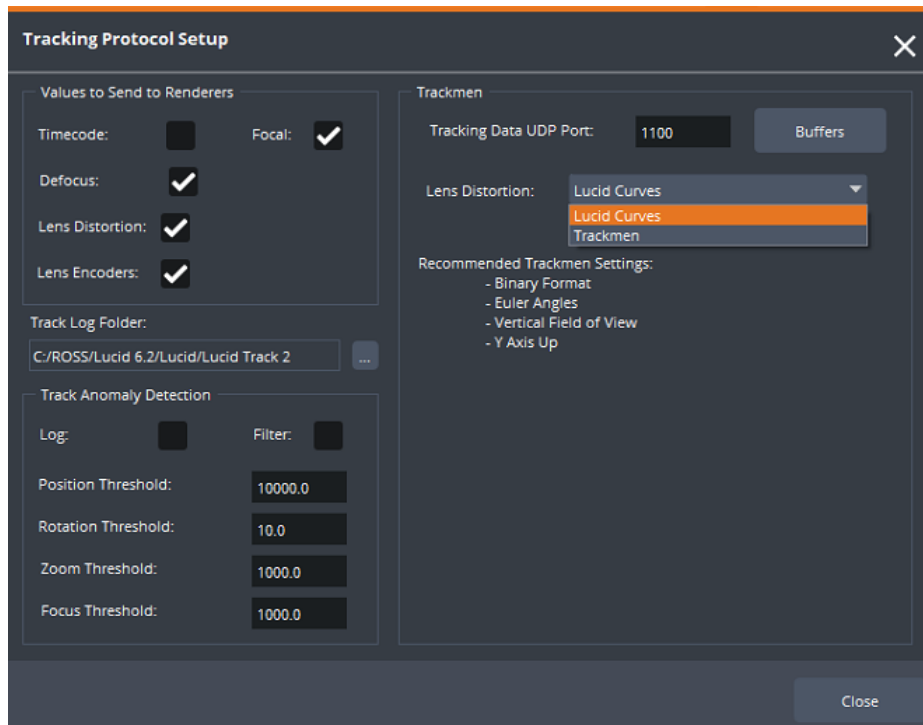 Tracking Protocol Setup
Values to Send to Renderers
Timecode:
Focal:
Defocus:
Lens Distortion:
Lens Encoders:
Track Log Folder:
C:/ROSS/Lucid 6.2/Lucid/Lucid Track 2
...
Track Anomaly Detection
Log:
Filter:
Position Threshold: 10000.0
Rotation Threshold: 10.0
Zoom Threshold: 1000.0
Focus Threshold: 1000.0
Trackmen
Tracking Data UDP Port: 1100 Buffers
Lens Distortion: Lucid Curves
Lucid Curves
Trackmen
Recommended Trackmen Settings:
- Binary Format
- Euler Angles
- Vertical Field of View
- Y Axis Up
Close